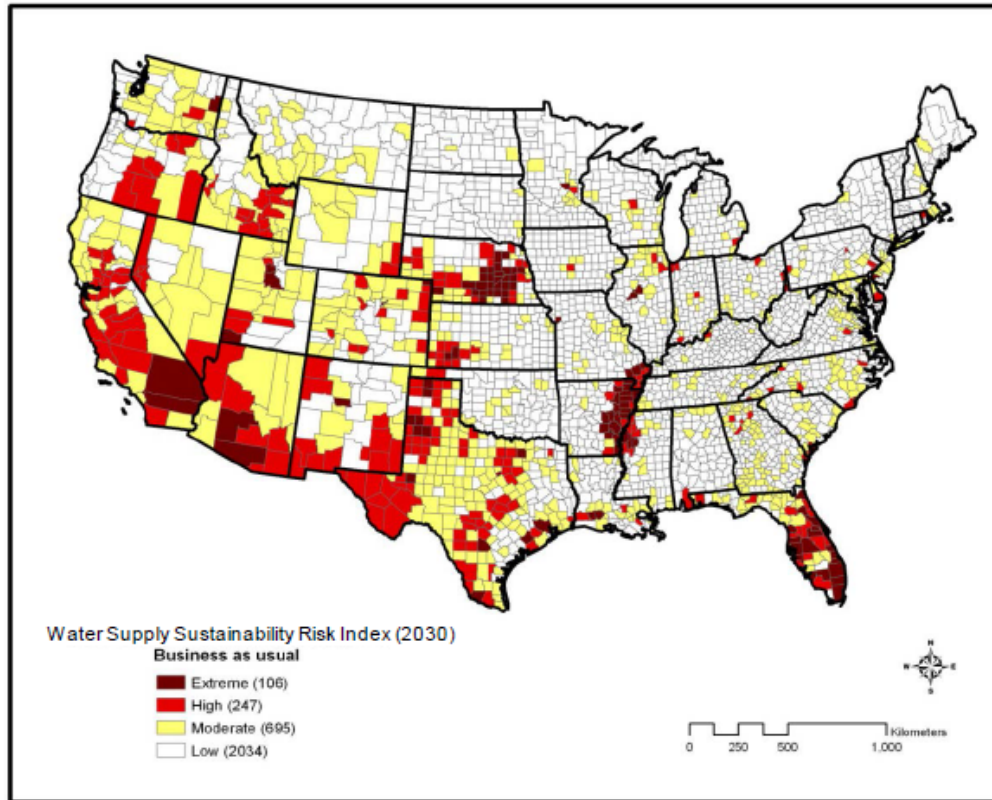 Water Supply Sustainability Risk Index (2030)
Business as usual
Extreme (106)
High (247)
Moderate (695)
Low (2034)
N
W E
S
Kilometers
0 250 500 1,000